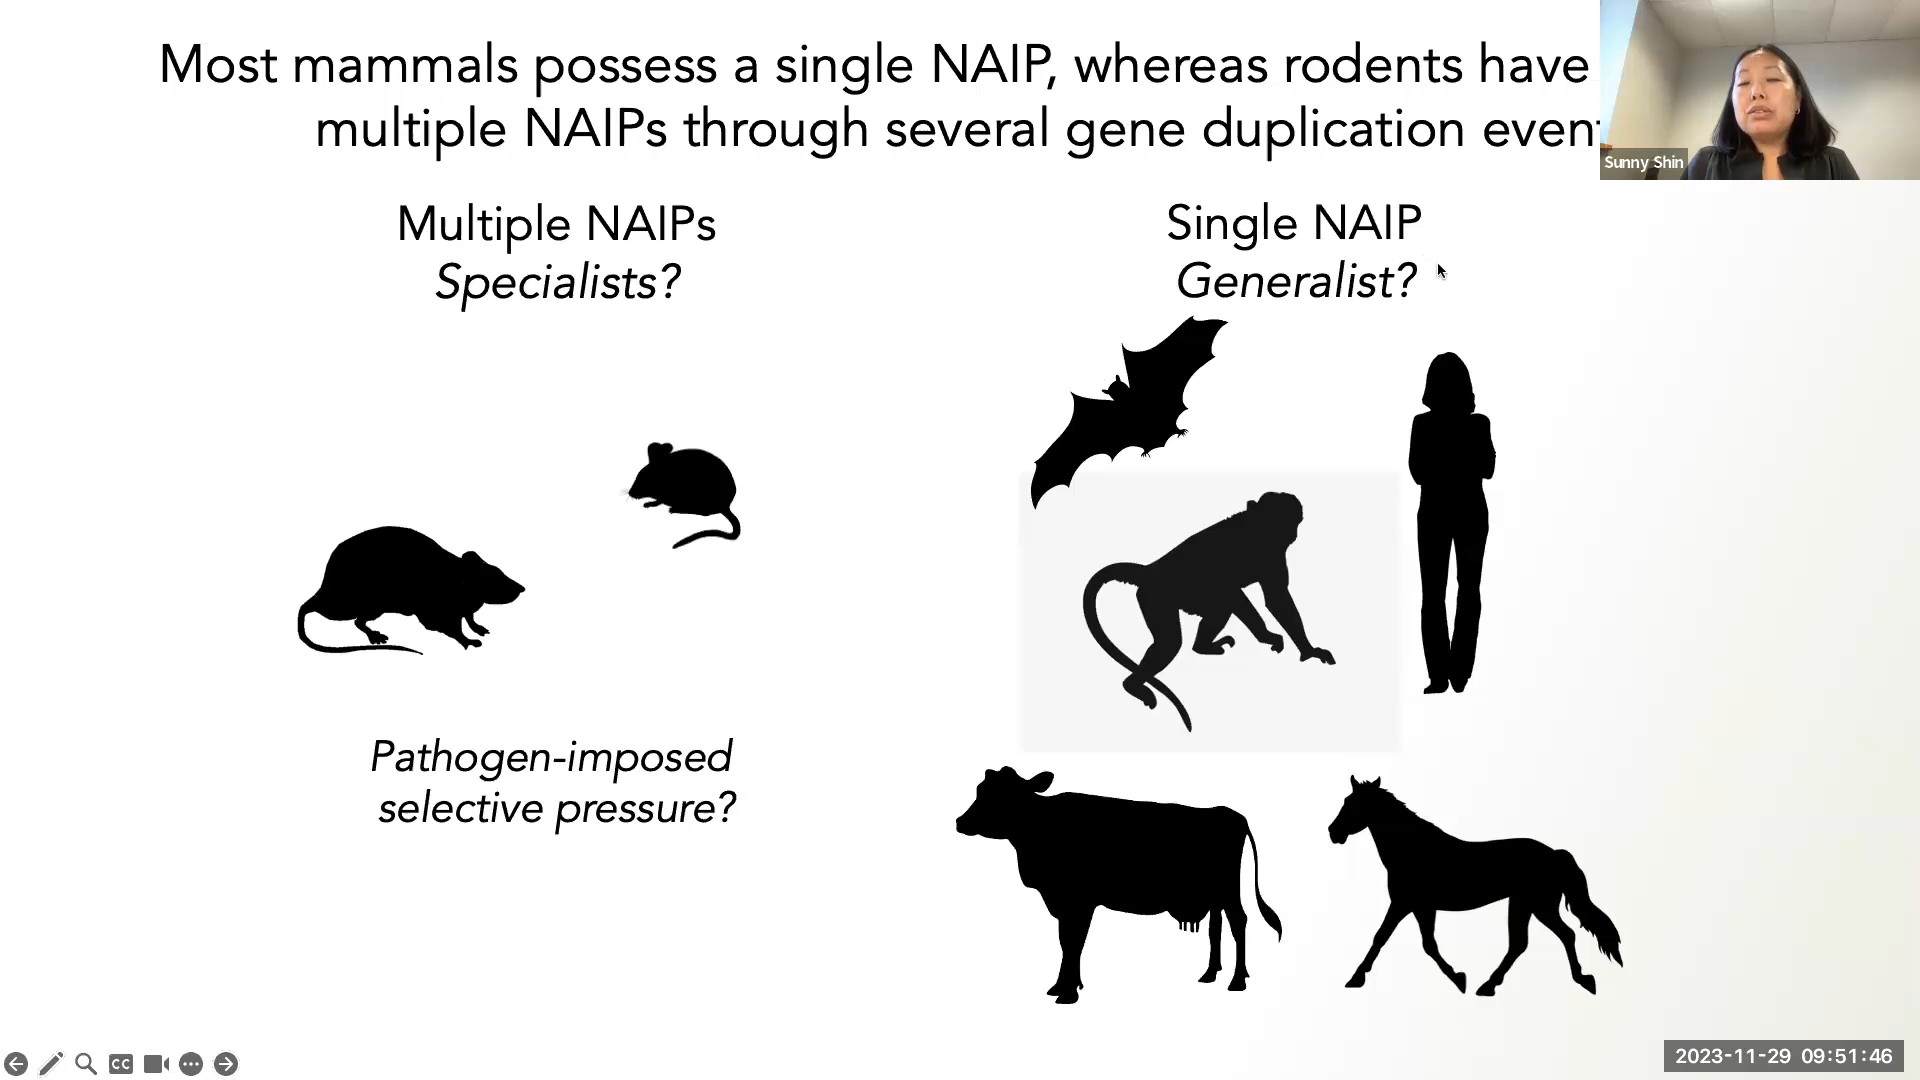 Most mammals possess a single NAIP, whereas rodents have
multiple NAIPs through several gene duplication even
Sunny Shin
Multiple NAIPs
Specialists?
Single NAIP
Generalist?
Pathogen-imposed
selective pressure?
CC
2023-11-29 09:51:46